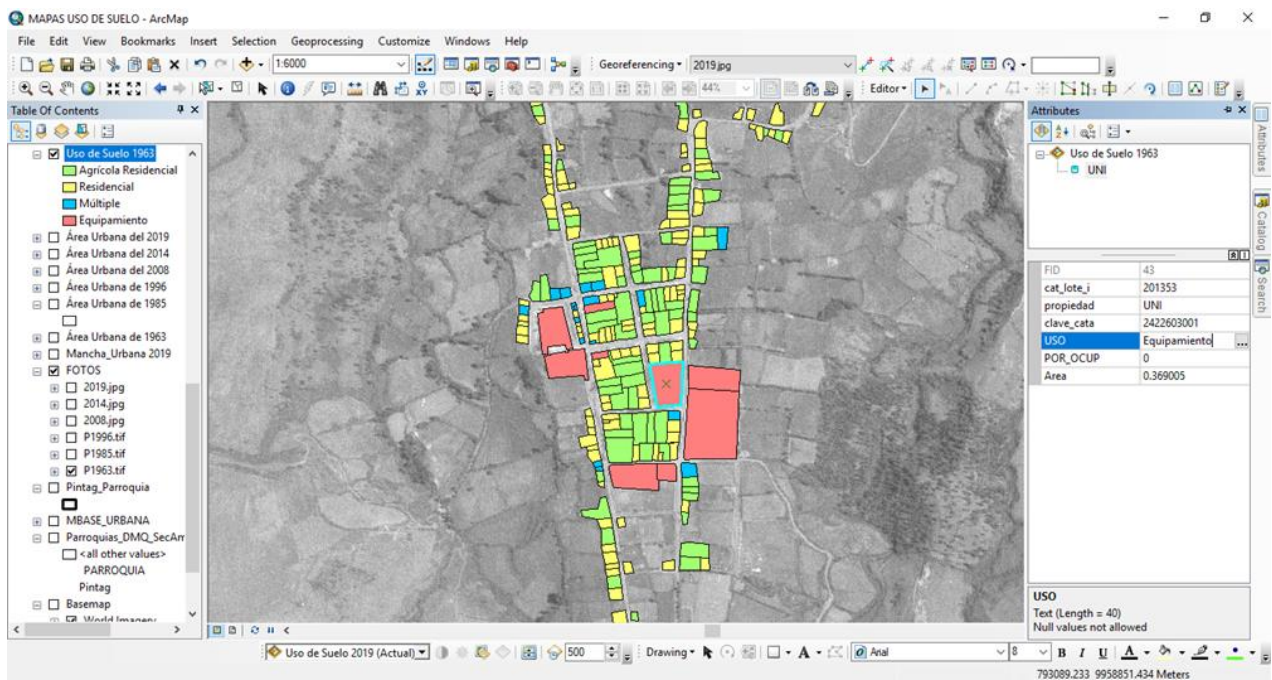 MAPAS USO DE SUELO - ArcMap
File Edit View Bookmarks Insert Selection Geoprocessing Customize Windows Help
1:6000 Georeferencing 2019.jpg
44% Editor
Table Of Contents
Uso de Suelo 1963
Agrícola Residencial
Residencial
Múltiple
Equipamiento
Área Urbana del 2019
Área Urbana del 2014
Área Urbana del 2008
Área Urbana de 1996
Área Urbana de 1985
Área Urbana de 1963
Mancha_Urbana 2019
FOTOS
2019.jpg
2014.jpg
2008.jpg
P1996.tif
P1985.tif
P1963.tif
Pintag_Parroquia
MBASE_URBANA
Parroquias_DMQ_SecAm
<all other values>
PARROQUIA
Pintag
Basemap
World Imagery
Attributes
Uso de Suelo 1963
UNI
FID 43
cat_lote_i 201353
propiedad UNI
clave_cata 2422603001
USO Equipamiento ...
POR_OCUP 0
Area 0.369005
USO
Text (Length = 40)
Null values not allowed
Attributes
Catalog
Search
Uso de Suelo 2019 (Actual) 500 Drawing A Arial 8 B I U A
793089.233 9958851.434 Meters